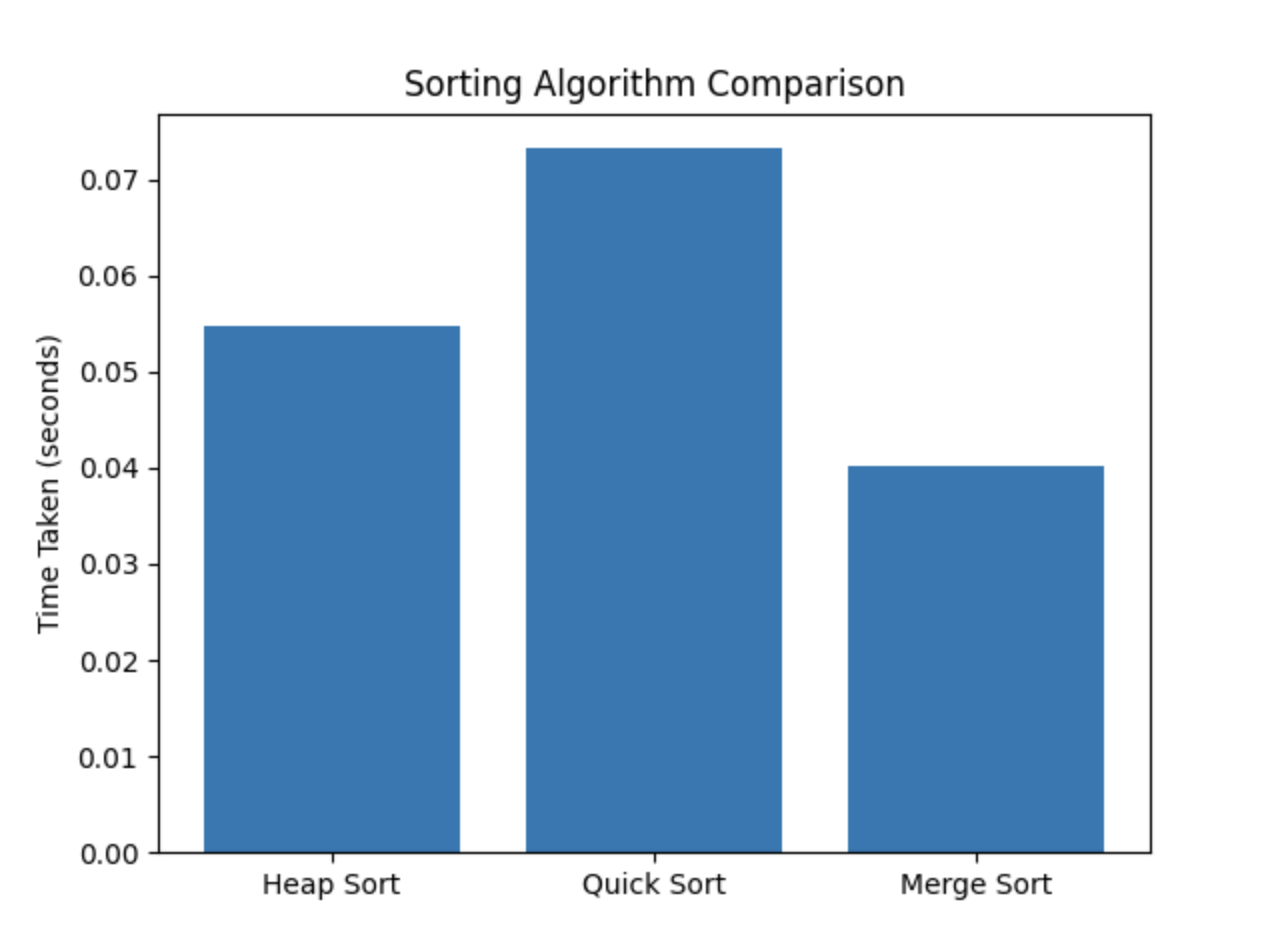 Sorting Algorithm Comparison
Time Taken (seconds)
0.07
0.06
0.05
0.04
0.03
0.02
0.01
0.00
Heap Sort
Quick Sort
Merge Sort